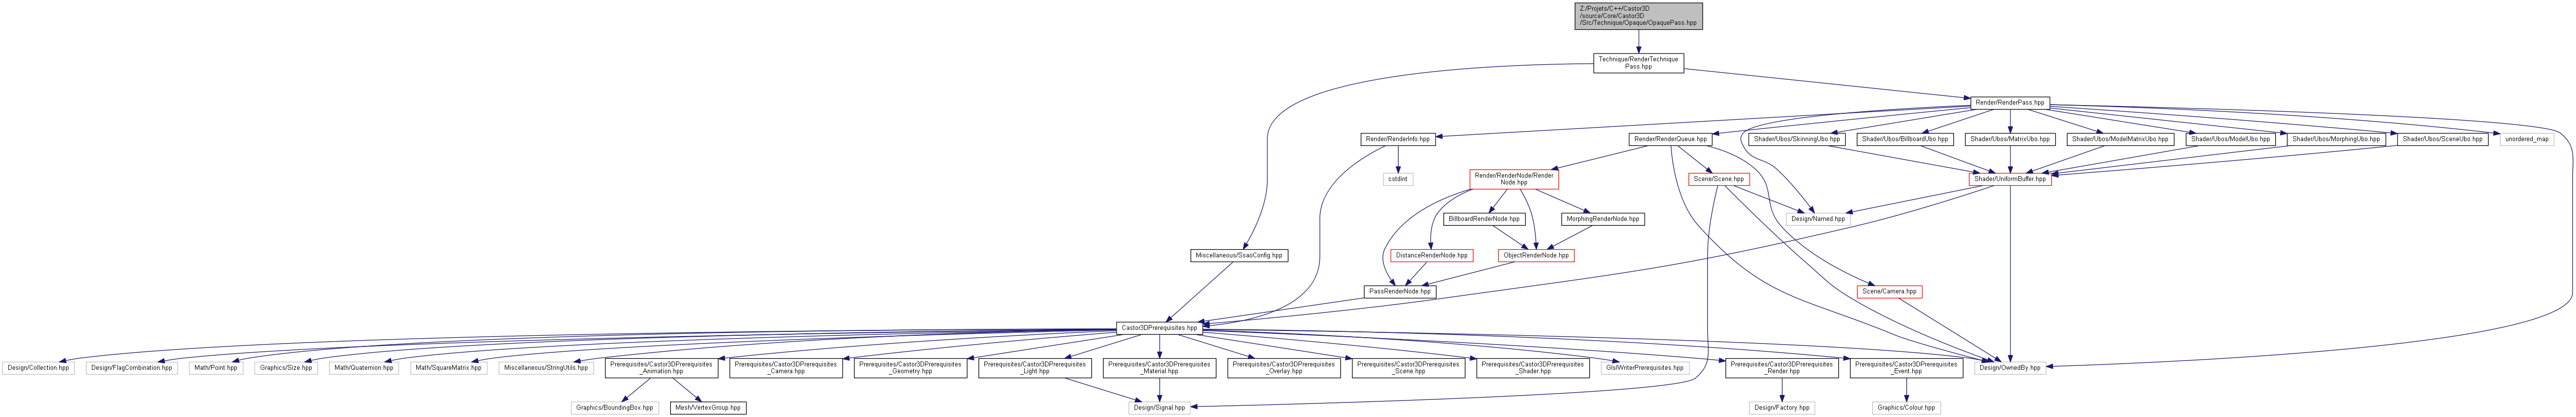 Z:/Projets/C++/Castor3D
/source/Core/Castor3D
/Src/Technique/Opaque/OpaquePass.hpp
Technique/RenderTechnique
Pass.hpp
Render/RenderPass.hpp
Render/RenderInfo.hpp
Render/RenderQueue.hpp
Shader/Ubos/SkinningUbo.hpp
Shader/Ubos/BillboardUbo.hpp
Shader/Ubos/MatrixUbo.hpp
Shader/Ubos/ModelMatrixUbo.hpp
Shader/Ubos/ModelUbo.hpp
Shader/Ubos/MorphingUbo.hpp
Shader/Ubos/SceneUbo.hpp
unordered_map
cstdint
Render/RenderNode/Render
Node.hpp
Scene/Scene.hpp
Shader/UniformBuffer.hpp
BillboardRenderNode.hpp
MorphingRenderNode.hpp
Design/Named.hpp
Miscellaneous/SsaoConfig.hpp
DistanceRenderNode.hpp
ObjectRenderNode.hpp
PassRenderNode.hpp
Scene/Camera.hpp
Castor3DPrerequisites.hpp
Design/Collection.hpp
Design/FlagCombination.hpp
Math/Point.hpp
Graphics/Size.hpp
Math/Quaternion.hpp
Math/SquareMatrix.hpp
Miscellaneous/StringUtils.hpp
Prerequisites/Castor3DPrerequisites
_Animation.hpp
Prerequisites/Castor3DPrerequisites
_Camera.hpp
Prerequisites/Castor3DPrerequisites
_Geometry.hpp
Prerequisites/Castor3DPrerequisites
_Light.hpp
Prerequisites/Castor3DPrerequisites
_Material.hpp
Prerequisites/Castor3DPrerequisites
_Overlay.hpp
Prerequisites/Castor3DPrerequisites
_Scene.hpp
Prerequisites/Castor3DPrerequisites
_Shader.hpp
GlslWriterPrerequisites.hpp
Prerequisites/Castor3DPrerequisites
_Render.hpp
Prerequisites/Castor3DPrerequisites
_Event.hpp
Design/OwnedBy.hpp
Graphics/BoundingBox.hpp
Mesh/VertexGroup.hpp
Design/Signal.hpp
Design/Factory.hpp
Graphics/Colour.hpp